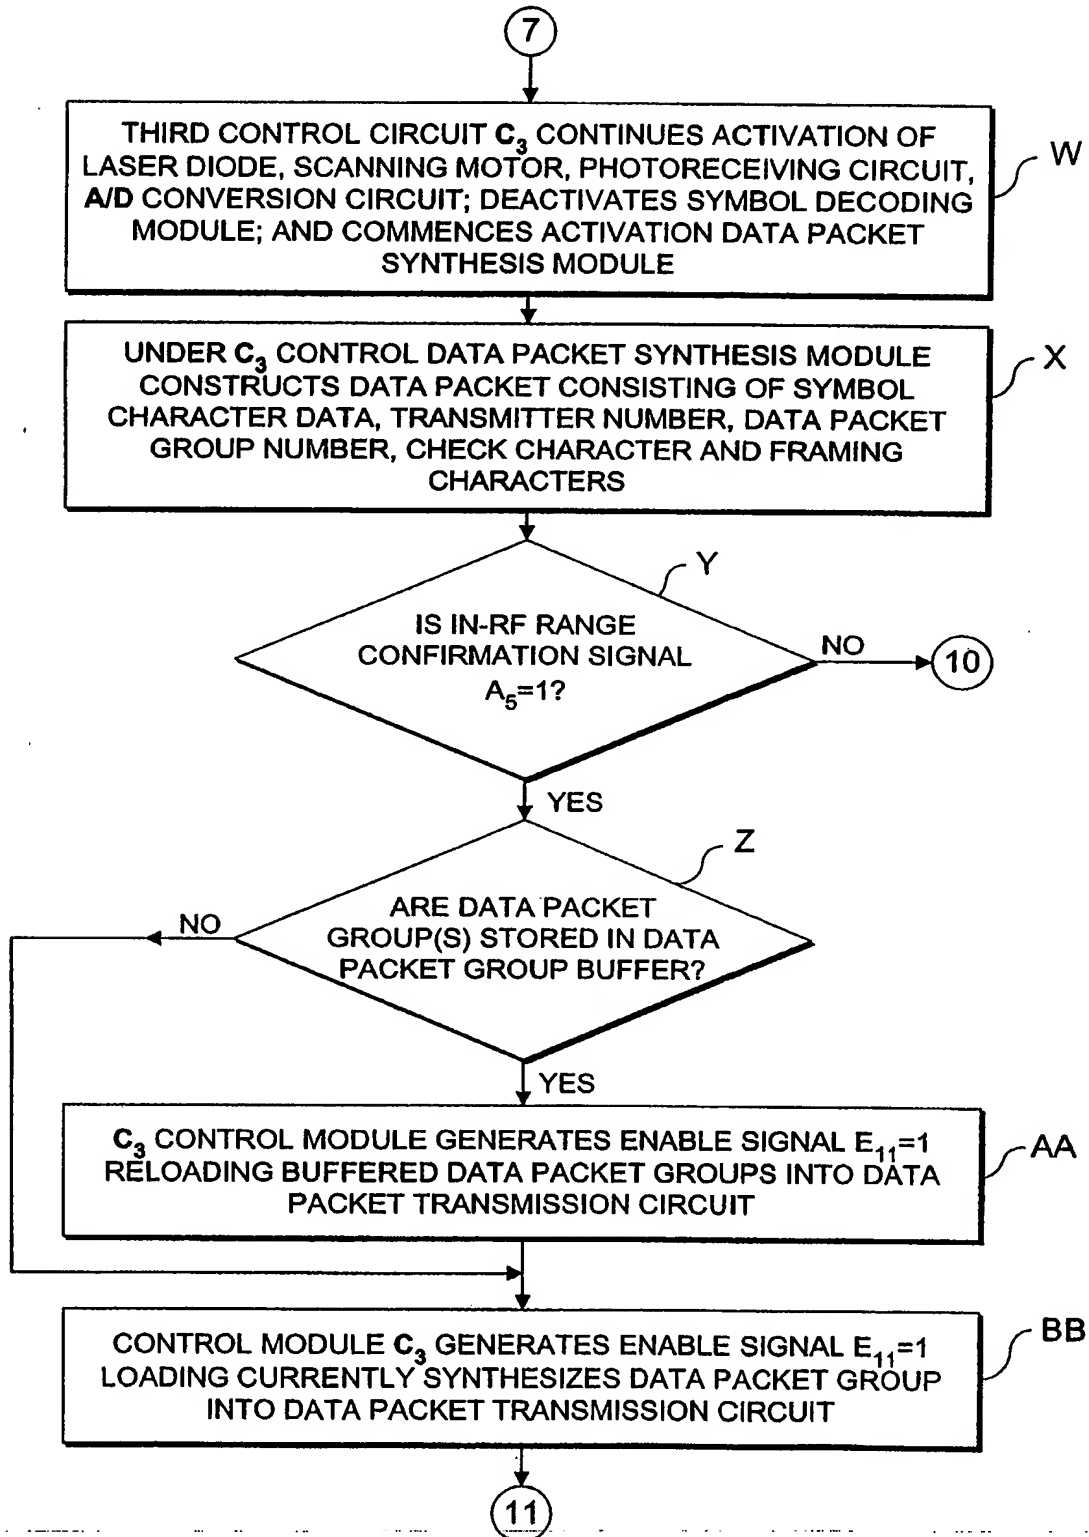 7
THIRD CONTROL CIRCUIT C₃ CONTINUES ACTIVATION OF
LASER DIODE, SCANNING MOTOR, PHOTORECEIVING CIRCUIT,
A/D CONVERSION CIRCUIT; DEACTIVATES SYMBOL DECODING
MODULE; AND COMMENCES ACTIVATION DATA PACKET
SYNTHESIS MODULE
W
UNDER C₃ CONTROL DATA PACKET SYNTHESIS MODULE
CONSTRUCTS DATA PACKET CONSISTING OF SYMBOL
CHARACTER DATA, TRANSMITTER NUMBER, DATA PACKET
GROUP NUMBER, CHECK CHARACTER AND FRAMING
CHARACTERS
X
Y
IS IN-RF RANGE
CONFIRMATION SIGNAL
A₅=1?
NO
10
YES
Z
ARE DATA PACKET
GROUP(S) STORED IN DATA
PACKET GROUP BUFFER?
NO
YES
C₃ CONTROL MODULE GENERATES ENABLE SIGNAL E₁₁=1
RELOADING BUFFERED DATA PACKET GROUPS INTO DATA
PACKET TRANSMISSION CIRCUIT
AA
CONTROL MODULE C₃ GENERATES ENABLE SIGNAL E₁₁=1
LOADING CURRENTLY SYNTHESIZES DATA PACKET GROUP
INTO DATA PACKET TRANSMISSION CIRCUIT
BB
11